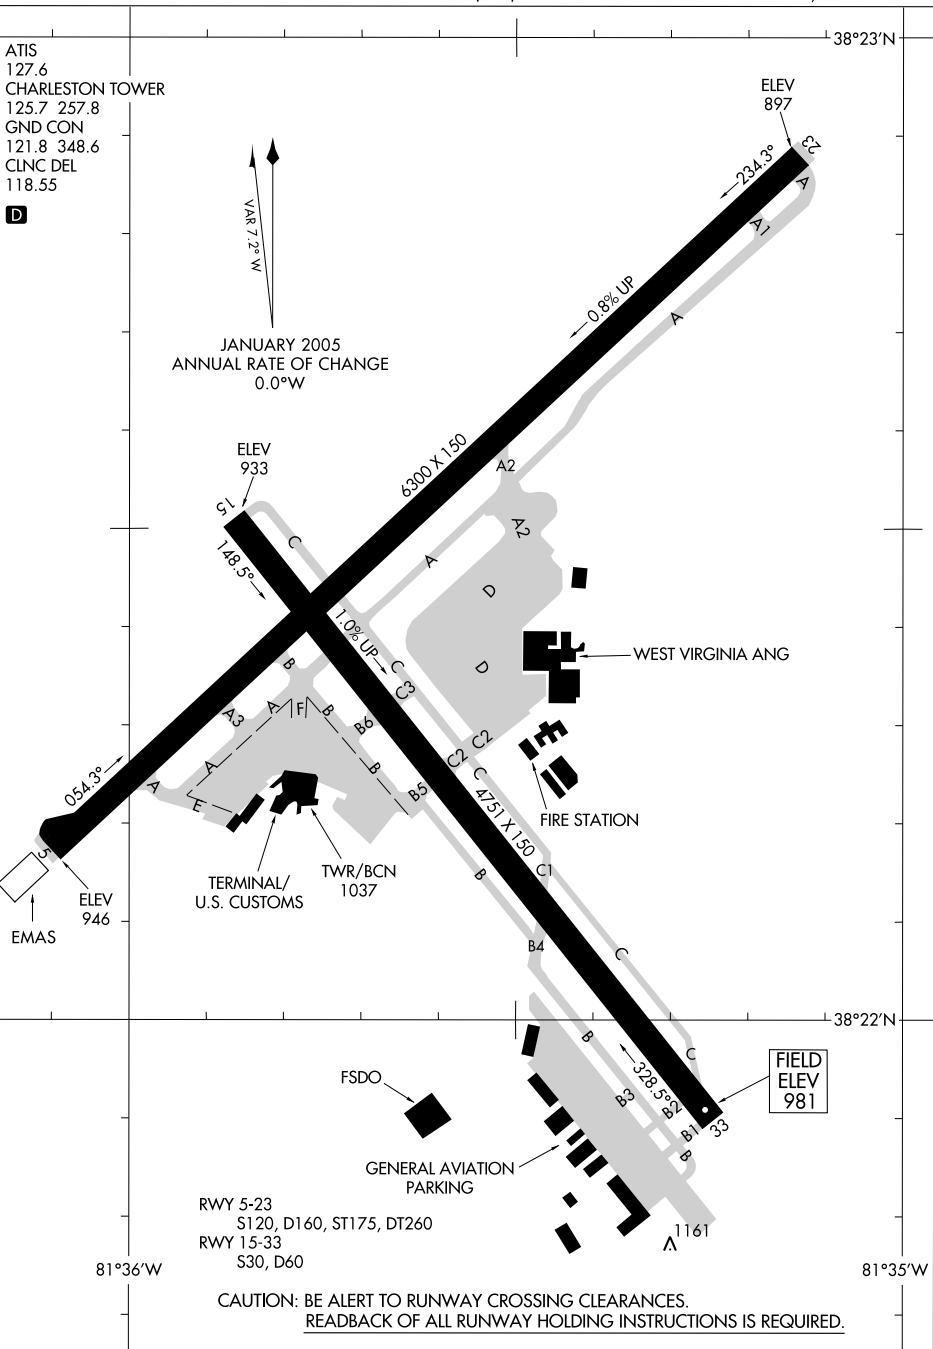 38°23'N
ATIS
127.6
CHARLESTON TOWER
125.7 257.8
GND CON
121.8 348.6
CLNC DEL
118.55
D
ELEV
897
23
234.3°
A
A1
VAR 7.2° W
0.8% UP
A
JANUARY 2005
ANNUAL RATE OF CHANGE
0.0°W
ELEV
933
6300 X 150
A2
15
A2
C
148.5°
A
D
1.0% UP
WEST VIRGINIA ANG
B
C
D
C3
A3
A
F
B
B6
C2
C2
A
B
C
054.3°
A
E
B5
4751 X 150
FIRE STATION
5
TERMINAL/
U.S. CUSTOMS
TWR/BCN
1037
B
C1
ELEV
946
EMAS
B4
C
38°22'N
B
C
328.5°
FIELD
ELEV
981
FSDO
B3
B2
B1
33
B
GENERAL AVIATION
PARKING
RWY 5-23
S120, D160, ST175, DT260
RWY 15-33
S30, D60
1161
81°36'W
81°35'W
CAUTION: BE ALERT TO RUNWAY CROSSING CLEARANCES.
READBACK OF ALL RUNWAY HOLDING INSTRUCTIONS IS REQUIRED.